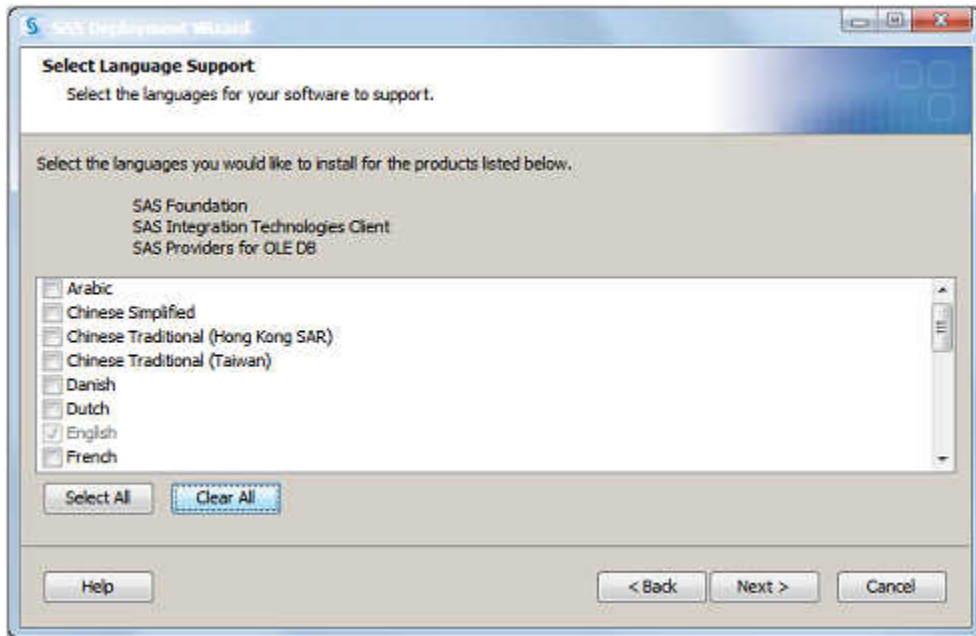 SAS Deployment Wizard
Select Language Support
Select the languages for your software to support.
Select the languages you would like to install for the products listed below.
SAS Foundation
SAS Integration Technologies Client
SAS Providers for OLE DB
Arabic
Chinese Simplified
Chinese Traditional (Hong Kong SAR)
Chinese Traditional (Taiwan)
Danish
Dutch
English
French
Select All Clear All
Help < Back Next > Cancel